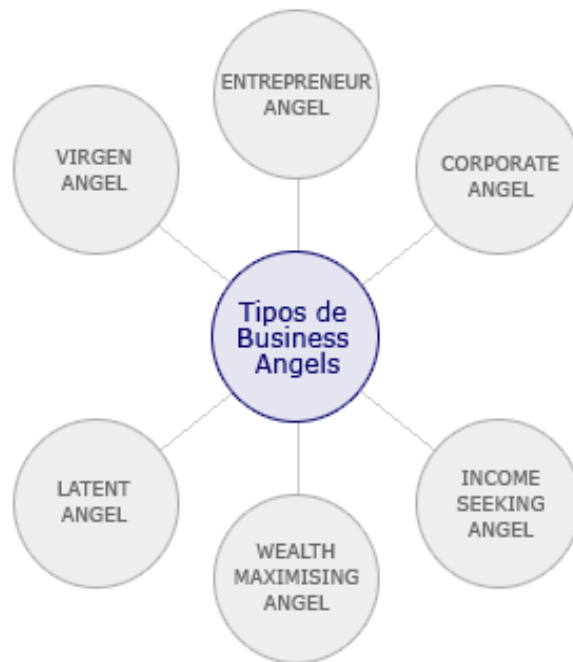 ENTREPRENEUR
ANGEL
VIRGEN
ANGEL
CORPORATE
ANGEL
Tipos de
Business
Angels
LATENT
ANGEL
INCOME
SEEKING
ANGEL
WEALTH
MAXIMISING
ANGEL